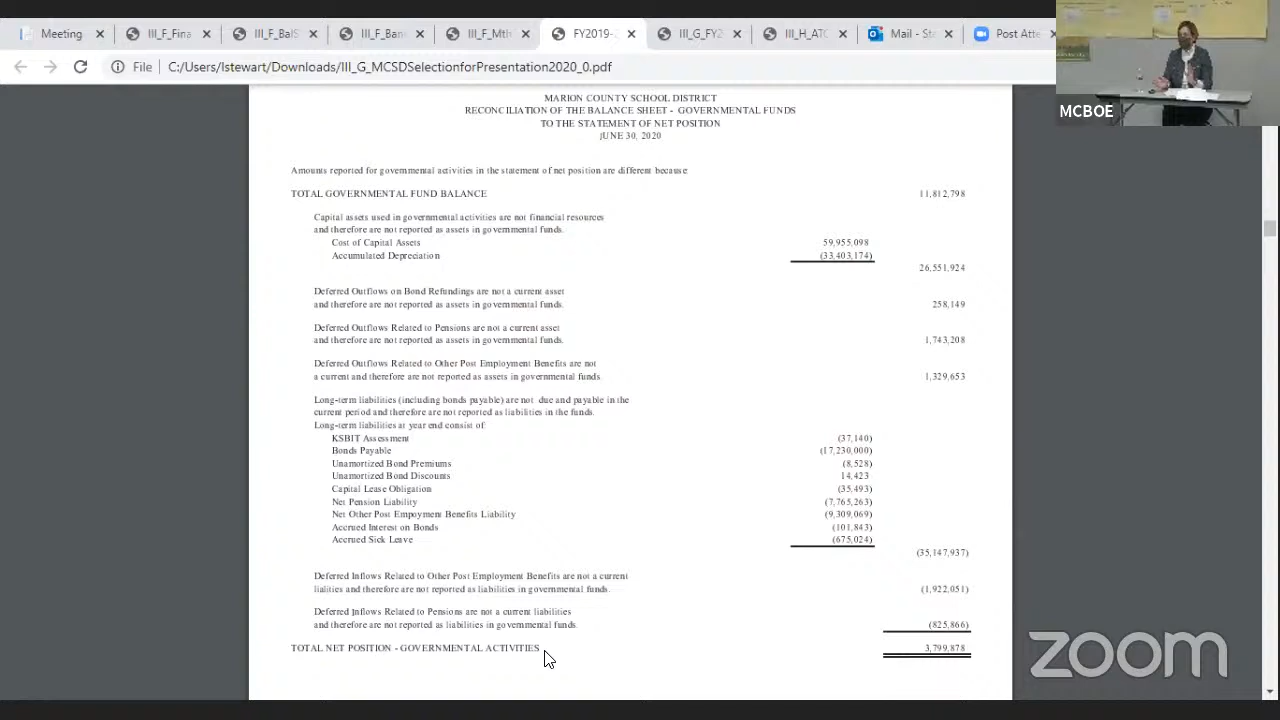 Meeting
III_F_Fina
III_F_BalS
III_F_Ban
III_F_Mth
FY2019-2
III_G_FY2
III_H_ATC
Mail - Ste
Post Atte
File C:/Users/lstewart/Downloads/III_G_MCSDSelectionforPresentation2020_0.pdf
MCBOE
MARION COUNTY SCHOOL DISTRICT
RECONCILIATION OF THE BALANCE SHEET - GOVERNMENTAL FUNDS
TO THE STATEMENT OF NET POSITION
JUNE 30, 2020
Amounts reported for governmental activities in the statement of net position are different because
TOTAL GOVERNMENTAL FUND BALANCE 11,812,798
Capital assets used in governmental activities are not financial resources
and therefore are not reported as assets in governmental funds.
Cost of Capital Assets 59,955,098
Accumulated Depreciation (33,403,174)
26,551,924
Deferred Outflows on Bond Refundings are not a current asset
and therefore are not reported as assets in governmental funds. 258,149
Deferred Outflows Related to Pensions are not a current asset
and therefore are not reported as assets in governmental funds. 1,743,208
Deferred Outflows Related to Other Post Employment Benefits are not
a current and therefore are not reported as assets in governmental funds. 1,329,653
Long-term liabilities (including bonds payable) are not due and payable in the
current period and therefore are not reported as liabilities in the funds.
Long-term liabilities at year end consist of:
KSBIT Assessment (37,140)
Bonds Payable (17,230,000)
Unamortized Bond Premiums (8,528)
Unamortized Bond Discounts 14,423
Capital Lease Obligation (35,493)
Net Pension Liability (7,765,263)
Net Other Post Empoyment Benefits Liability (9,309,069)
Accrued Interest on Bonds (101,843)
Accrued Sick Leave (675,024)
(35,147,937)
Deferred Inflows Related to Other Post Employment Benefits are not a current
lialities and therefore are not reported as liabilities in governmental funds. (1,922,051)
Deferred Inflows Related to Pensions are not a current liabilities
and therefore are not reported as liabilities in governmental funds. (825,866)
TOTAL NET POSITION - GOVERNMENTAL ACTIVITIES 3,799,878
zoom